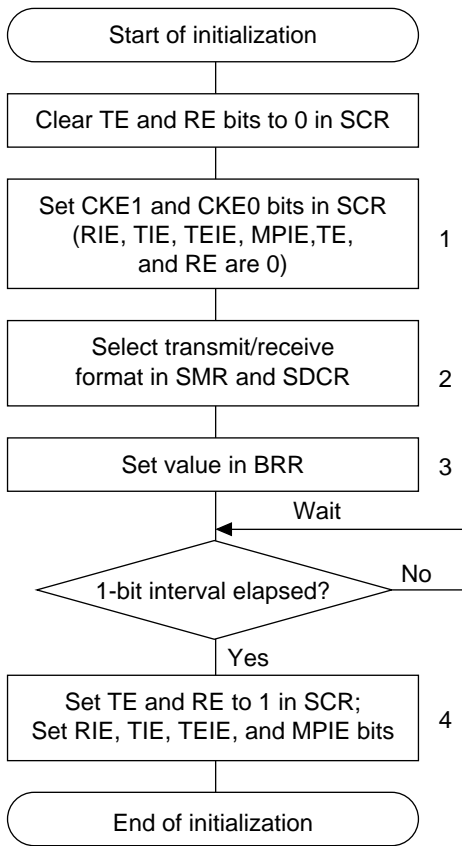 Start of initialization
Clear TE and RE bits to 0 in SCR
Set CKE1 and CKE0 bits in SCR
(RIE, TIE, TEIE, MPIE,TE,
and RE are 0)
1
Select transmit/receive
format in SMR and SDCR
2
Set value in BRR
3
Wait
1-bit interval elapsed?
No
Yes
Set TE and RE to 1 in SCR;
Set RIE, TIE, TEIE, and MPIE bits
4
End of initialization